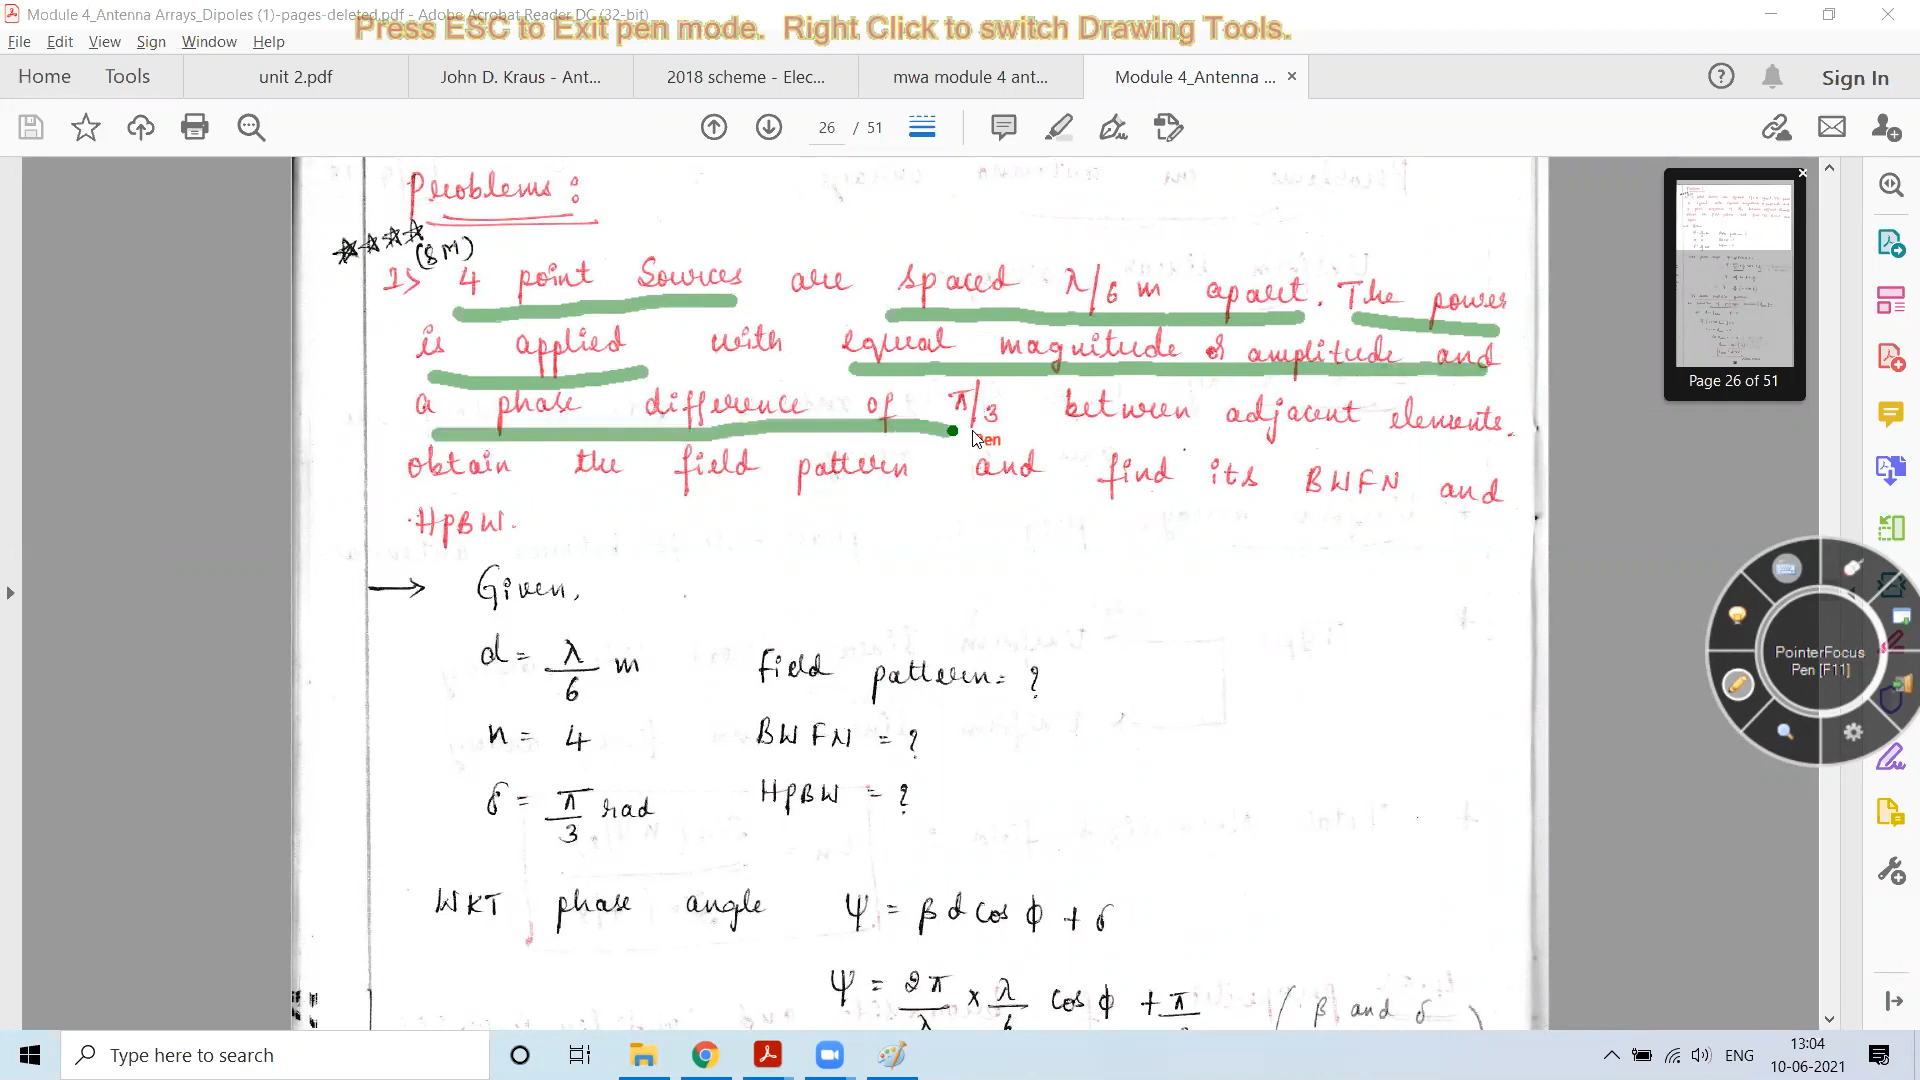 Module 4_Antenna Arrays_Dipoles (1)-pages-deleted.pdf - Adobe Acrobat Reader DC (32-bit)
Press ESC to Exit pen mode. Right Click to switch Drawing Tools.
File Edit View Sign Window Help
Home Tools unit 2.pdf John D. Kraus - Ant... 2018 scheme - Elec... mwa module 4 ant... Module 4_Antenna ... × Sign In
26 / 51
Problems :
(8M)
1> 4 point Sources are spaced λ/6 m apart. The power
is applied with equal magnitude & amplitude and
a phase difference of π/3 between adjacent elements.
Pen
obtain the field pattern and find its BWFN and
HPBW.
→ Given,
d = λ/6 m field pattern = ?
n = 4 BWFN = ?
δ = π/3 rad HPBW = ?
WKT phase angle ψ = βd cos ϕ + δ
ψ = 2π/λ × λ/6 cos ϕ + π
( β and δ )
Page 26 of 51
PointerFocus
Pen [F11]
Type here to search
ENG
13:04
10-06-2021